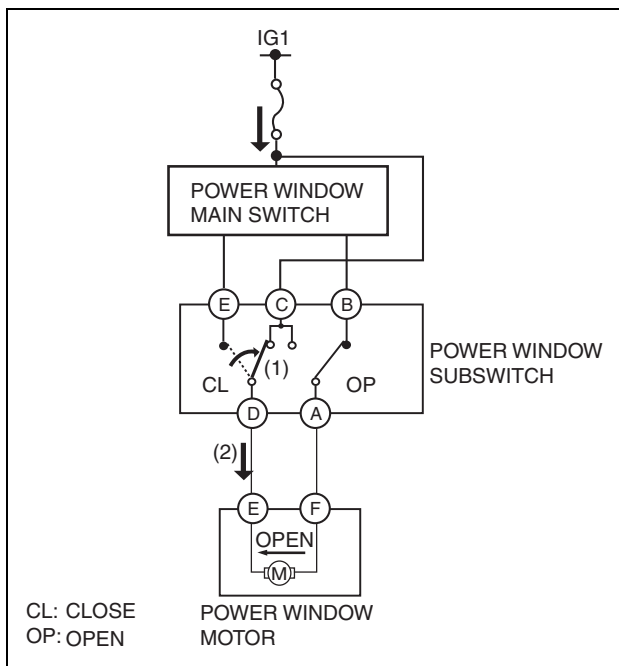 IG1
POWER WINDOW
MAIN SWITCH
E
C
B
(1)
CL
OP
POWER WINDOW
SUBSWITCH
D
A
(2)
E
F
OPEN
M
CL: CLOSE
OP: OPEN
POWER WINDOW
MOTOR